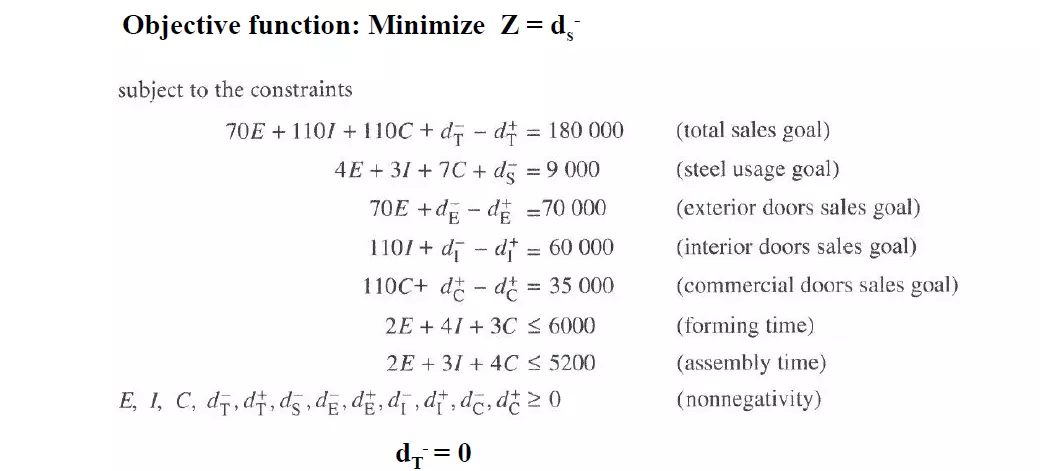 Objective function: Minimize Z = dₛ⁻
subject to the constraints
70E + 110I + 110C + d_T⁻ − d_T⁺ = 180 000 (total sales goal)
4E + 3I + 7C + d_S⁻ = 9 000 (steel usage goal)
70E + d_E⁻ − d_E⁺ = 70 000 (exterior doors sales goal)
110I + d_I⁻ − d_I⁺ = 60 000 (interior doors sales goal)
110C + d_C⁺ − d_C⁺ = 35 000 (commercial doors sales goal)
2E + 4I + 3C ≤ 6000 (forming time)
2E + 3I + 4C ≤ 5200 (assembly time)
E, I, C, d_T⁻, d_T⁺, d_S⁻, d_E⁻, d_E⁺, d_I⁻, d_I⁺, d_C⁻, d_C⁺ ≥ 0 (nonnegativity)
d_T⁻ = 0